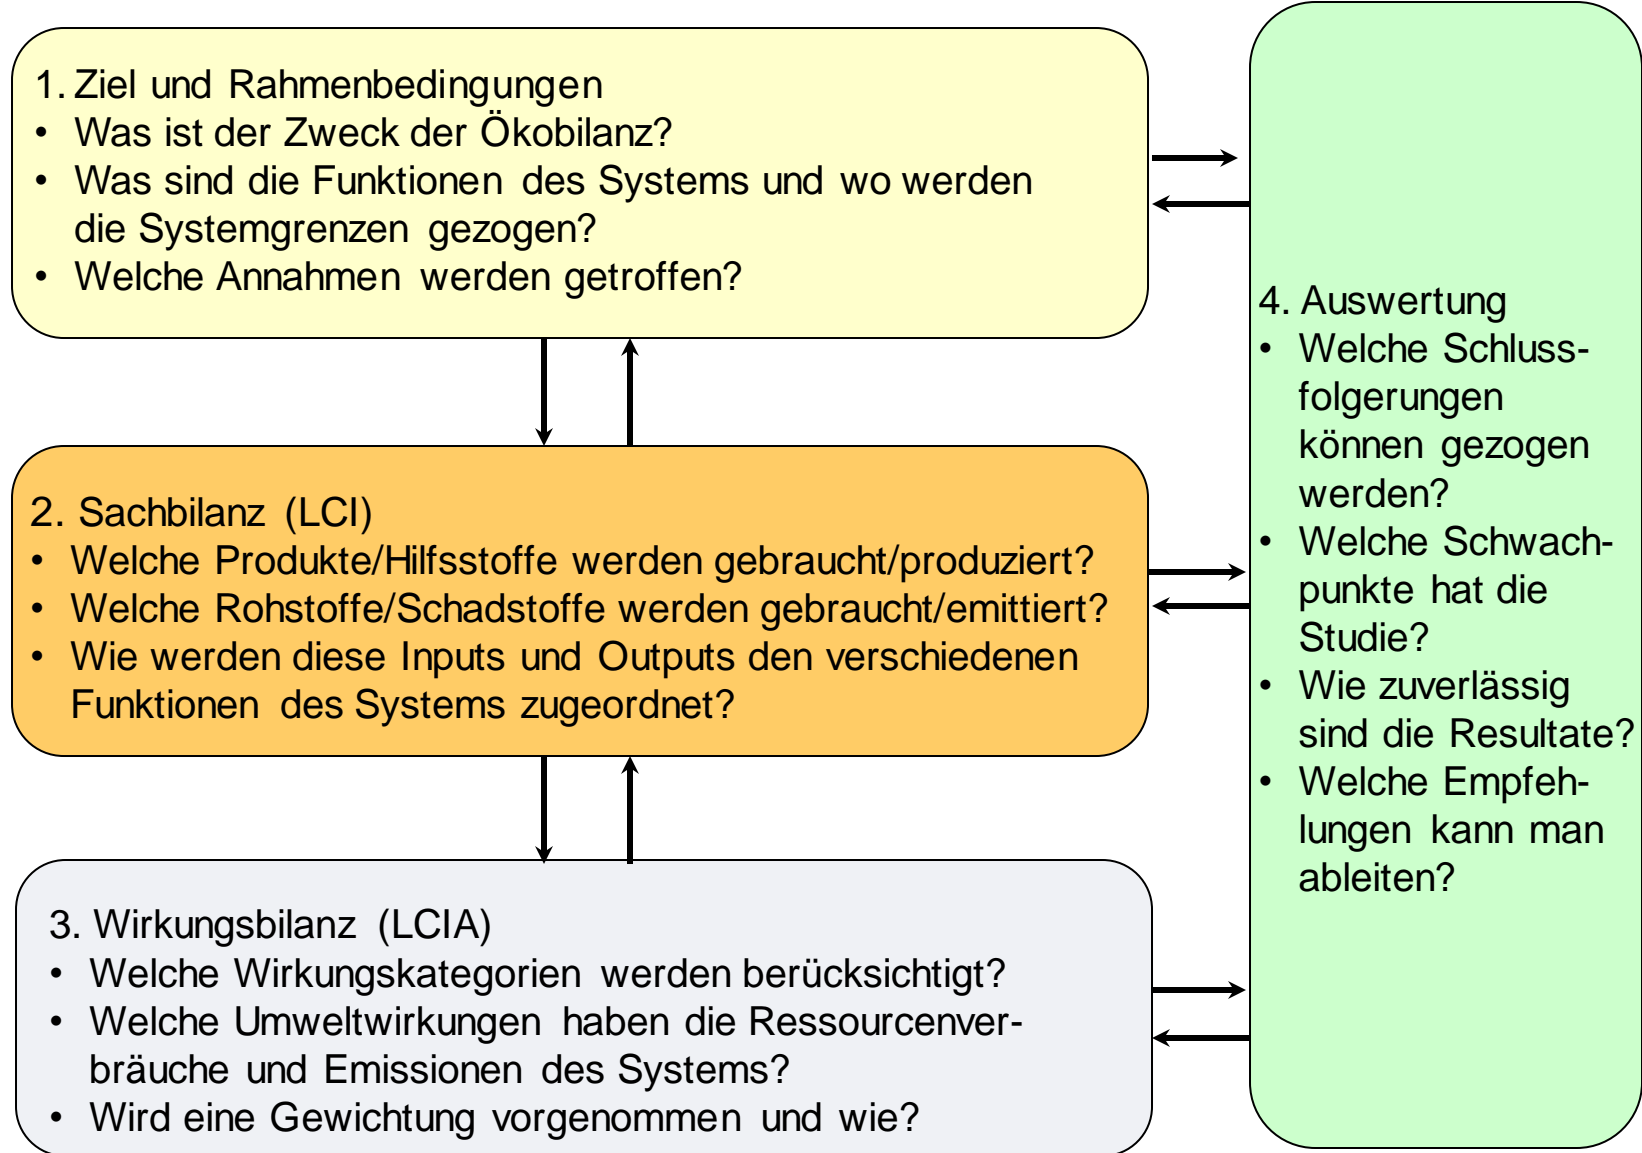 1. Ziel und Rahmenbedingungen
• Was ist der Zweck der Ökobilanz?
• Was sind die Funktionen des Systems und wo werden
die Systemgrenzen gezogen?
• Welche Annahmen werden getroffen?
2. Sachbilanz (LCI)
• Welche Produkte/Hilfsstoffe werden gebraucht/produziert?
• Welche Rohstoffe/Schadstoffe werden gebraucht/emittiert?
• Wie werden diese Inputs und Outputs den verschiedenen
Funktionen des Systems zugeordnet?
3. Wirkungsbilanz (LCIA)
• Welche Wirkungskategorien werden berücksichtigt?
• Welche Umweltwirkungen haben die Ressourcenver-
bräuche und Emissionen des Systems?
• Wird eine Gewichtung vorgenommen und wie?
4. Auswertung
• Welche Schluss-
folgerungen
können gezogen
werden?
• Welche Schwach-
punkte hat die
Studie?
• Wie zuverlässig
sind die Resultate?
• Welche Empfeh-
lungen kann man
ableiten?